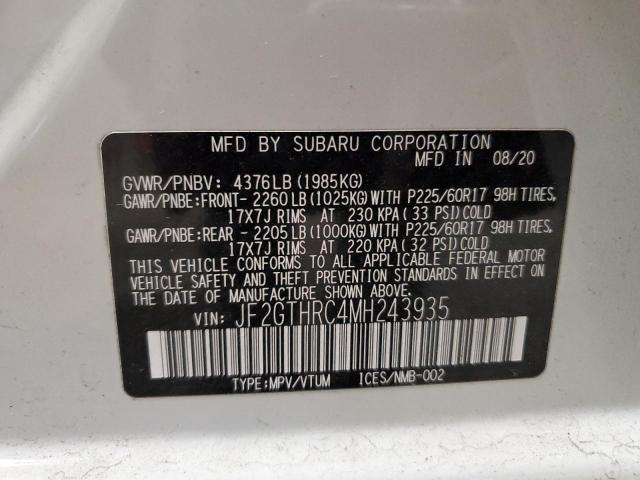 MFD BY SUBARU CORPORATION
MFD IN 08/20
GVWR/PNBV: 4376LB(1985KG)
GAWR/PNBE:FRONT-2260LB(1025KG)WITH P225/60R17 98H TIRES,
17X7J RIMS AT 230 KPA(33 PSI)COLD
GAWR/PNBE:REAR -2205LB(1000KG)WITH P225/60R17 98H TIRES,
17X7J RIMS AT 220 KPA(32 PSI)COLD
THIS VEHICLE CONFORMS TO ALL APPLICABLE FEDERAL MOTOR
VEHICLE SAFETY AND THEFT PREVENTION STANDARDS IN EFFECT ON
THE DATE OF MANUFACTURE SHOWN ABOVE.
VIN: JF2GTHRC4MH243935
TYPE:MPV/VTUM ICES/NMB-002